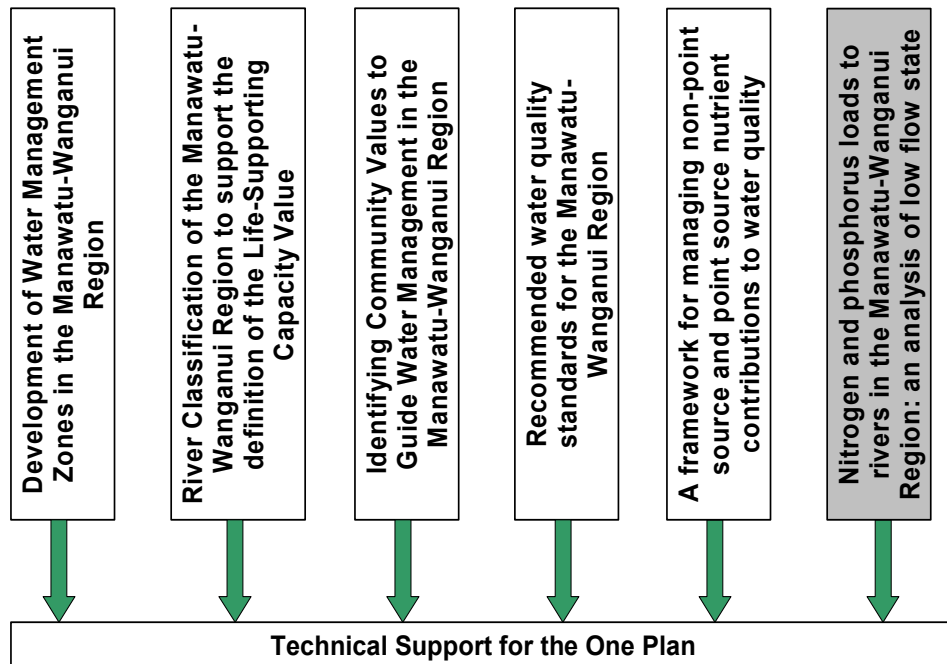 Development of Water Management
Zones in the Manawatu-Wanganui
Region
River Classification of the Manawatu-
Wanganui Region to support the
definition of the Life-Supporting
Capacity Value
Identifying Community Values to
Guide Water Management in the
Manawatu-Wanganui Region
Recommended water quality
standards for the Manawatu-
Wanganui Region
A framework for managing non-point
source and point source nutrient
contributions to water quality
Nitrogen and phosphorus loads to
rivers in the Manawatu-Wanganui
Region: an analysis of low flow state
Technical Support for the One Plan